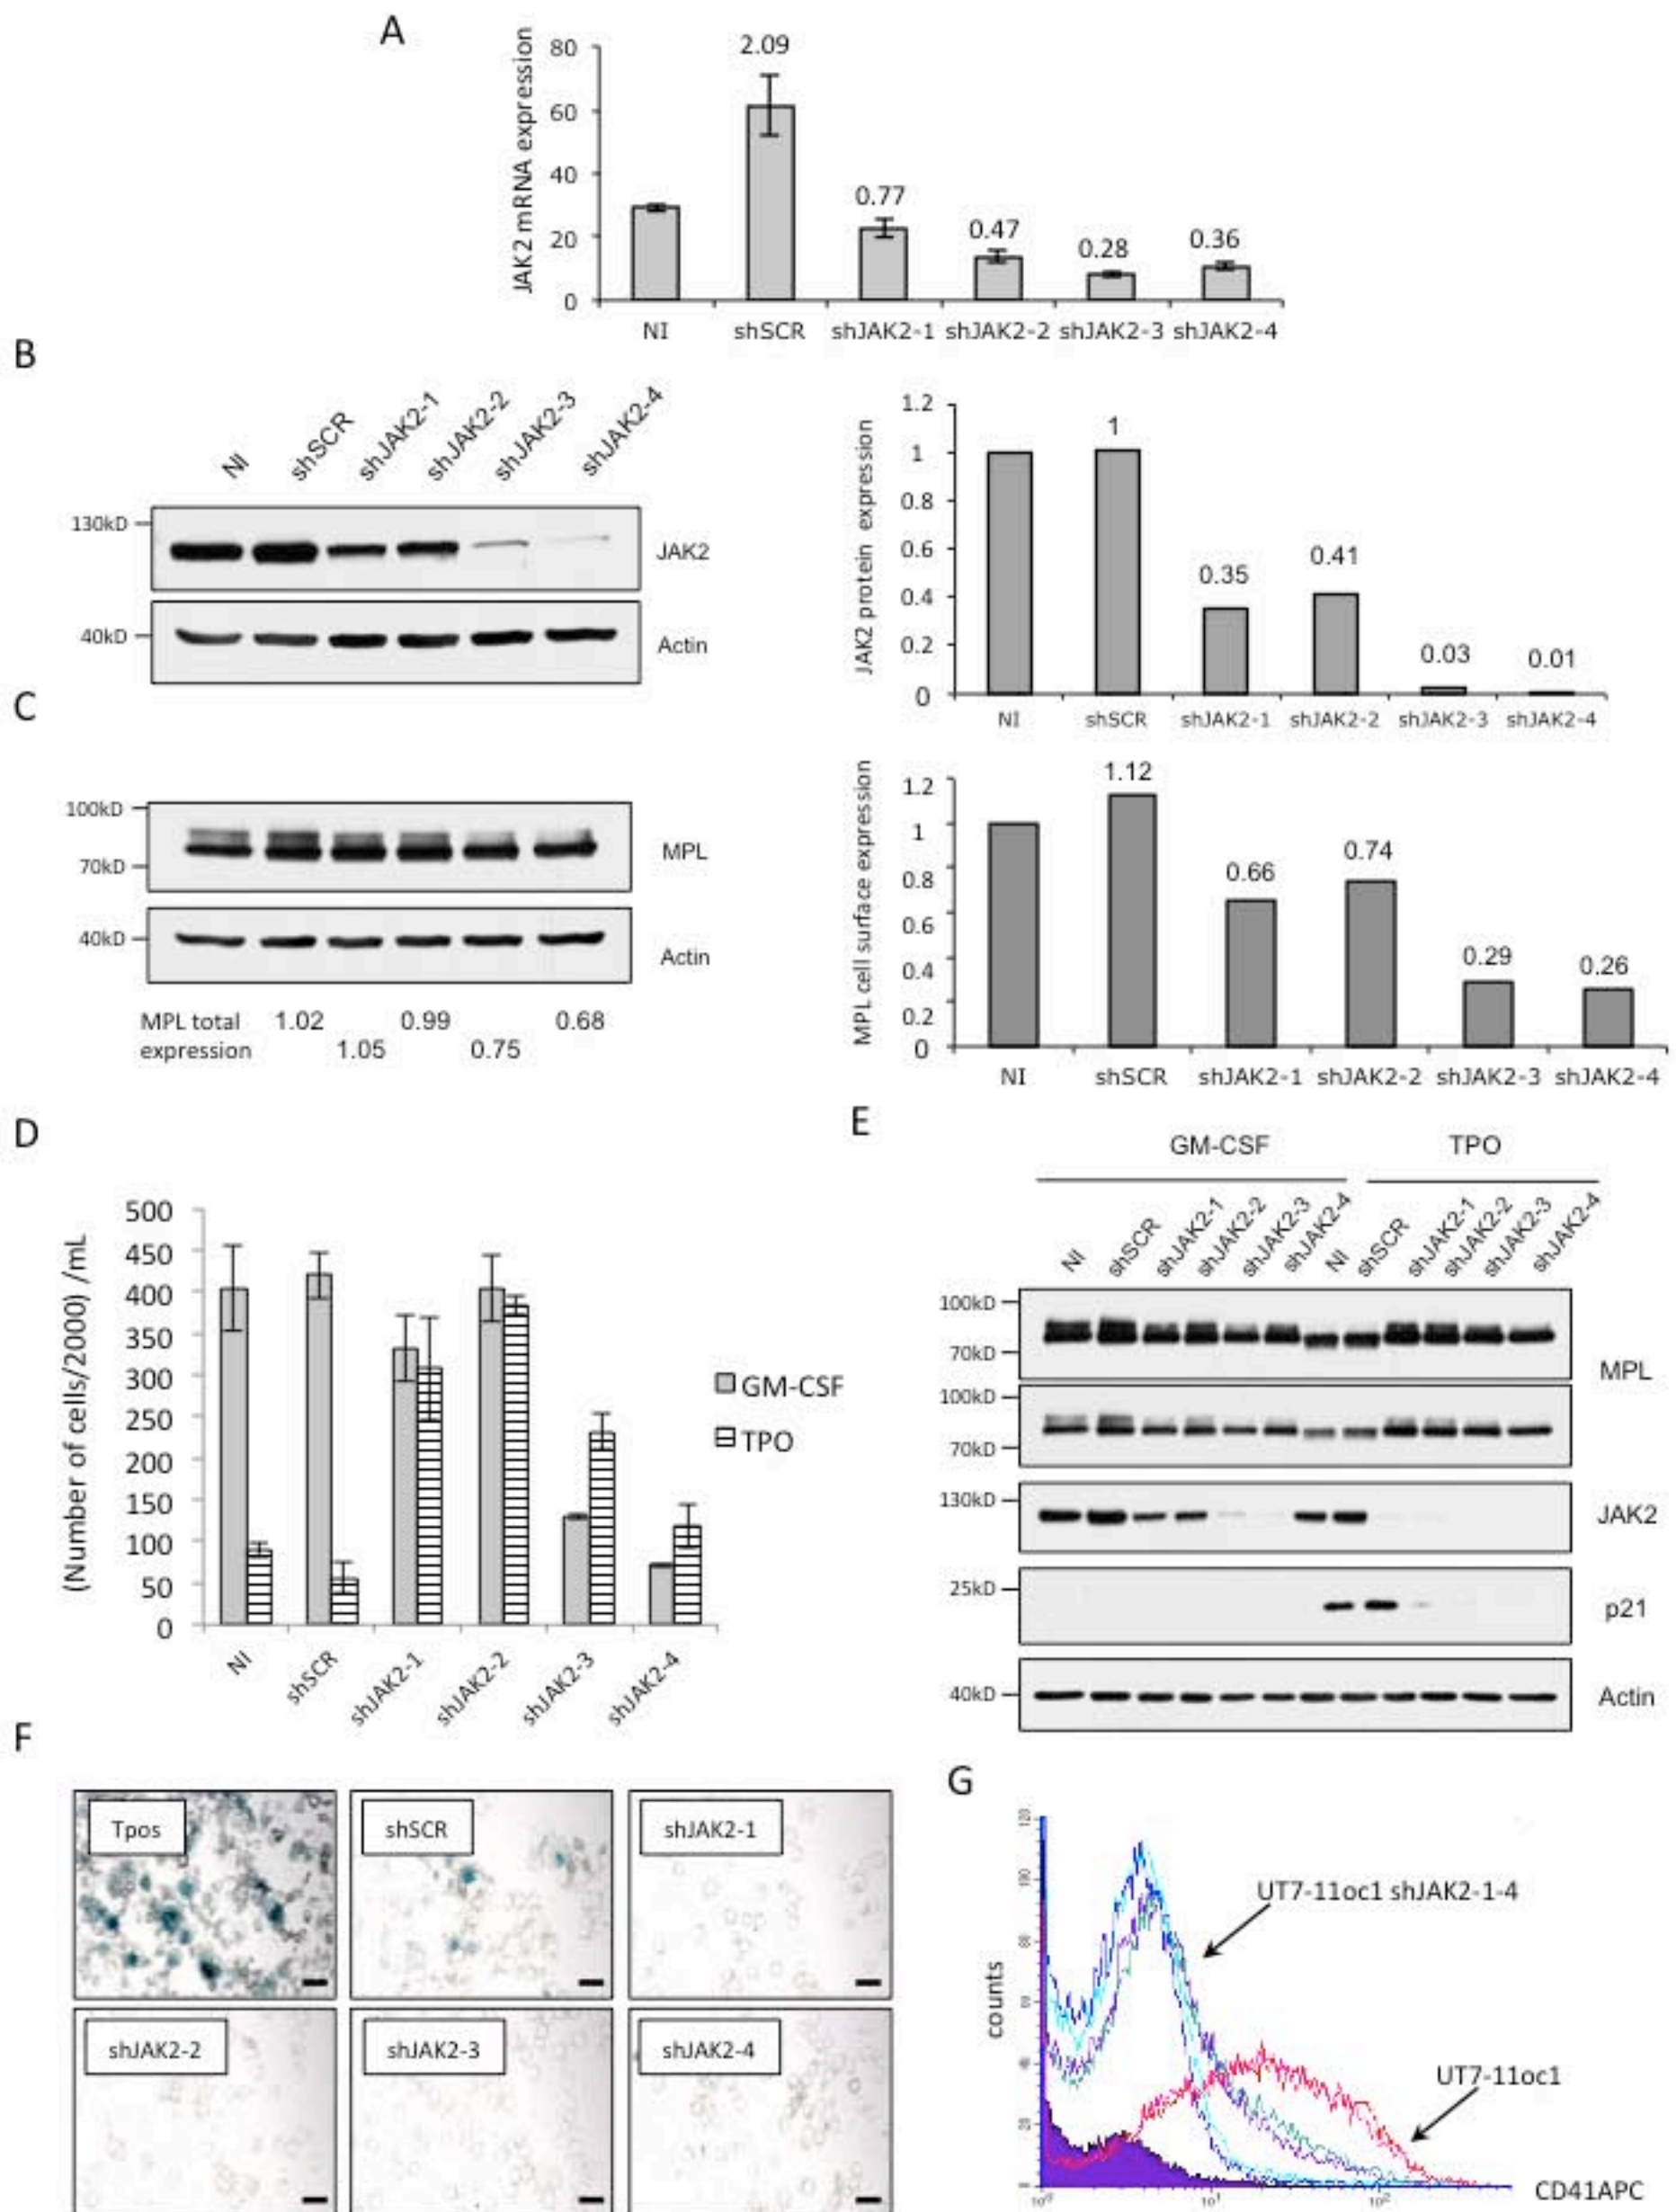 A
JAK2 mRNA expression
80
60
40
20
0
2.09
0.77
0.47
0.28
0.36
NI shSCR shJAK2-1 shJAK2-2 shJAK2-3 shJAK2-4
B
NI shSCR shJAK2-1 shJAK2-2 shJAK2-3 shJAK2-4
130kD
JAK2
40kD
Actin
JAK2 protein expression
1.2
1
0.8
0.6
0.4
0.2
0
1
0.35
0.41
0.03
0.01
NI shSCR shJAK2-1 shJAK2-2 shJAK2-3 shJAK2-4
C
100kD
70kD
MPL
40kD
Actin
MPL total 1.02 0.99 0.68
expression 1.05 0.75
MPL cell surface expression
1.2
1
0.8
0.6
0.4
0.2
0
1.12
0.66
0.74
0.29
0.26
NI shSCR shJAK2-1 shJAK2-2 shJAK2-3 shJAK2-4
D
(Number of cells/2000) /mL
500
450
400
350
300
250
200
150
100
50
0
GM-CSF
TPO
NI shSCR shJAK2-1 shJAK2-2 shJAK2-3 shJAK2-4
E
GM-CSF TPO
NI shSCR shJAK2-1 shJAK2-2 shJAK2-3 shJAK2-4 NI shSCR shJAK2-1 shJAK2-2 shJAK2-3 shJAK2-4
100kD
70kD
MPL
100kD
70kD
130kD
JAK2
25kD
p21
40kD
Actin
F
Tpos
shSCR
shJAK2-1
shJAK2-2
shJAK2-3
shJAK2-4
G
counts
UT7-11oc1 shJAK2-1-4
UT7-11oc1
10⁰ 10¹ 10²
CD41APC